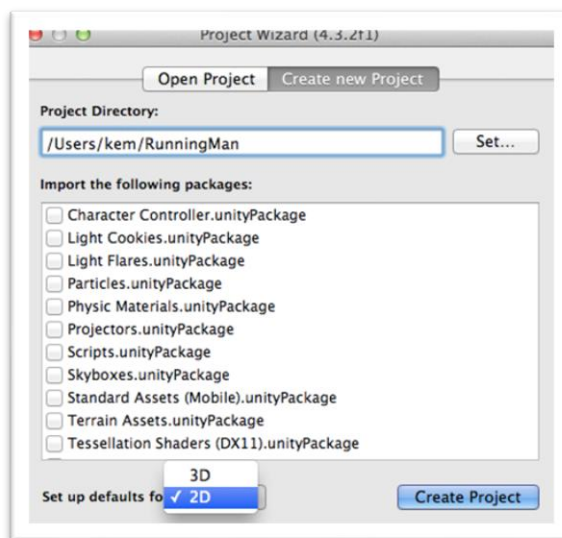 Project Wizard (4.3.2f1)
Open Project Create new Project
Project Directory:
/Users/kem/RunningMan Set...
Import the following packages:
Character Controller.unityPackage
Light Cookies.unityPackage
Light Flares.unityPackage
Particles.unityPackage
Physic Materials.unityPackage
Projectors.unityPackage
Scripts.unityPackage
Skyboxes.unityPackage
Standard Assets (Mobile).unityPackage
Terrain Assets.unityPackage
Tessellation Shaders (DX11).unityPackage
3D
Set up defaults fo ✓ 2D Create Project